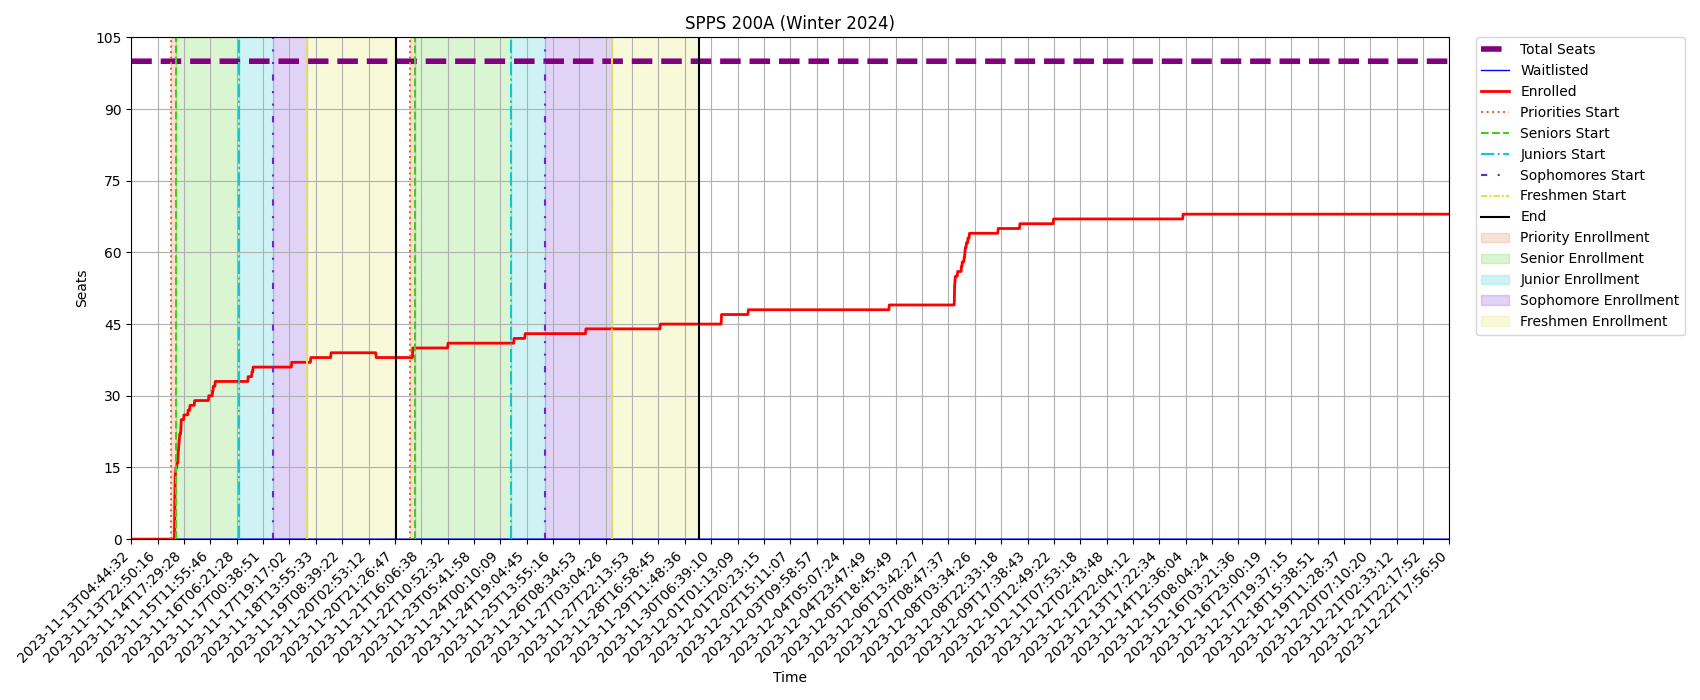 SPPS 200A (Winter 2024)
105
90
75
60
45
30
15
0
Seats
2023-11-13T04:44:32
2023-11-13T22:50:16
2023-11-14T17:29:28
2023-11-15T11:55:46
2023-11-16T06:21:28
2023-11-17T00:38:51
2023-11-17T19:17:02
2023-11-18T13:55:33
2023-11-19T08:39:22
2023-11-20T02:53:12
2023-11-20T21:26:47
2023-11-21T16:06:38
2023-11-22T10:52:32
2023-11-23T05:41:58
2023-11-24T00:10:09
2023-11-24T19:04:45
2023-11-25T13:55:16
2023-11-26T08:34:53
2023-11-27T03:04:26
2023-11-27T22:13:53
2023-11-28T16:58:45
2023-11-29T11:48:36
2023-11-30T06:39:10
2023-12-01T01:13:09
2023-12-01T20:23:15
2023-12-02T15:11:07
2023-12-03T09:58:57
2023-12-04T05:07:24
2023-12-04T23:47:49
2023-12-05T18:45:49
2023-12-06T13:42:27
2023-12-07T08:47:37
2023-12-08T03:34:26
2023-12-08T22:33:18
2023-12-09T17:38:43
2023-12-10T12:49:22
2023-12-11T07:53:18
2023-12-12T02:43:48
2023-12-12T22:04:12
2023-12-13T17:22:34
2023-12-14T12:36:04
2023-12-15T08:04:24
2023-12-16T03:21:36
2023-12-16T23:00:19
2023-12-17T19:37:15
2023-12-18T15:38:51
2023-12-19T11:28:37
2023-12-20T07:10:20
2023-12-21T02:33:12
2023-12-21T22:17:52
2023-12-22T17:56:50
Time
Total Seats
Waitlisted
Enrolled
Priorities Start
Seniors Start
Juniors Start
Sophomores Start
Freshmen Start
End
Priority Enrollment
Senior Enrollment
Junior Enrollment
Sophomore Enrollment
Freshmen Enrollment